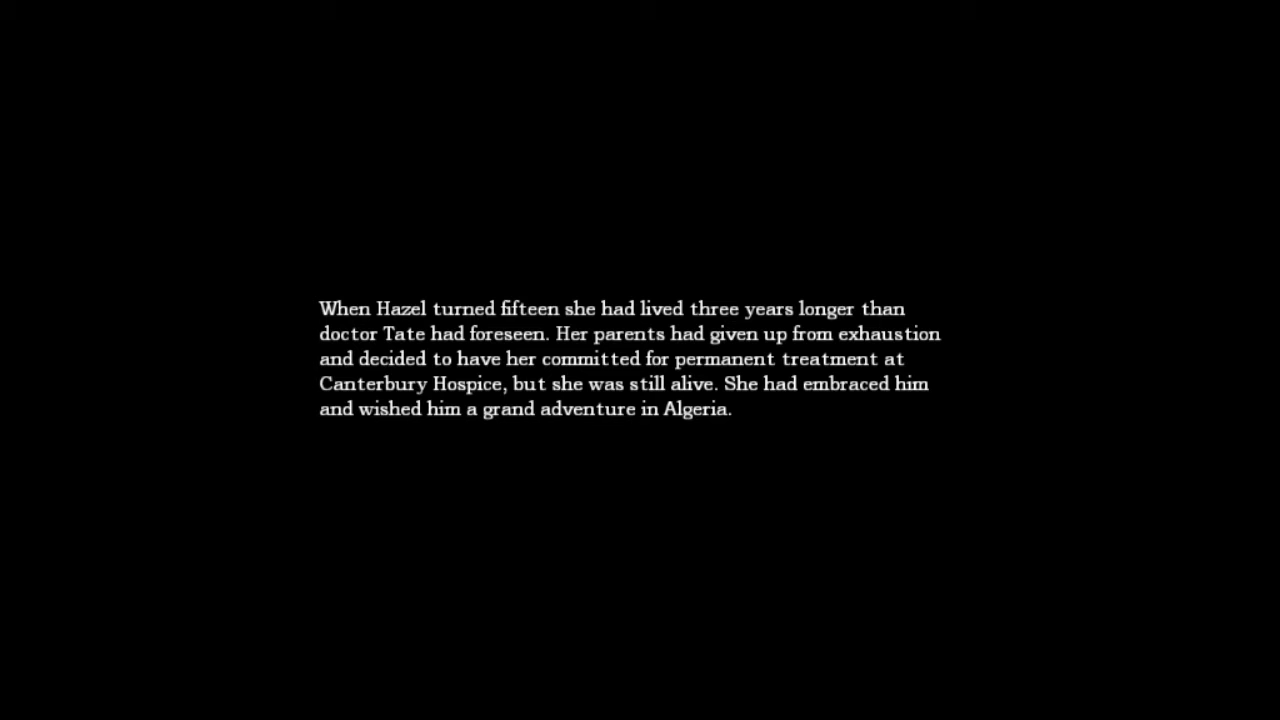 When Hazel turned fifteen she had lived three years longer than
doctor Tate had foreseen. Her parents had given up from exhaustion
and decided to have her committed for permanent treatment at
Canterbury Hospice, but she was still alive. She had embraced him
and wished him a grand adventure in Algeria.